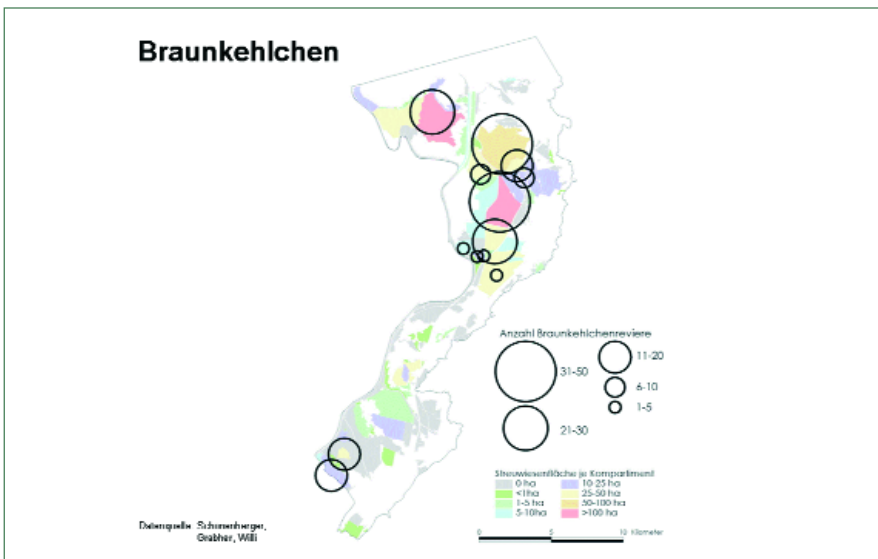 Braunkehlchen
Anzahl Braunkehlchenreviere
31-50
21-30
11-20
6-10
1-5
Streuwiesenfläche je Kompartiment
0 ha
<1ha
1-5 ha
5-10ha
10-25 ha
25-50 ha
50-100 ha
>100 ha
0 5 10 Kilometer
Datenquelle: Schönenberger,
Grabher, Willi